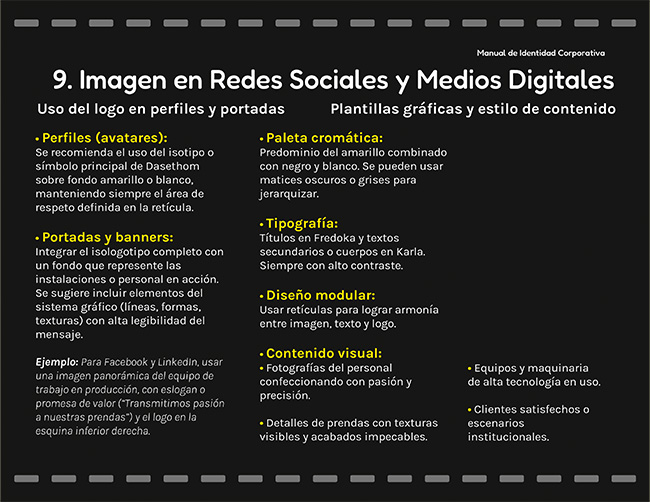 Manual de Identidad Corporativa
9. Imagen en Redes Sociales y Medios Digitales
Uso del logo en perfiles y portadas
• Perfiles (avatares):
Se recomienda el uso del isotipo o
símbolo principal de Dasethom
sobre fondo amarillo o blanco,
manteniendo siempre el área de
respeto definida en la retícula.
• Portadas y banners:
Integrar el isologotipo completo con
un fondo que represente las
instalaciones o personal en acción.
Se sugiere incluir elementos del
sistema gráfico (líneas, formas,
texturas) con alta legibilidad del
mensaje.
Ejemplo: Para Facebook y LinkedIn, usar
una imagen panorámica del equipo de
trabajo en producción, con eslogan o
promesa de valor (“Transmitimos pasión
a nuestras prendas”) y el logo en la
esquina inferior derecha.
Plantillas gráficas y estilo de contenido
• Paleta cromática:
Predominio del amarillo combinado
con negro y blanco. Se pueden usar
matices oscuros o grises para
jerarquizar.
• Tipografía:
Títulos en Fredoka y textos
secundarios o cuerpos en Karla.
Siempre con alto contraste.
• Diseño modular:
Usar retículas para lograr armonía
entre imagen, texto y logo.
• Contenido visual:
• Fotografías del personal
confeccionando con pasión y
precisión.
• Detalles de prendas con texturas
visibles y acabados impecables.
• Equipos y maquinaria
de alta tecnología en uso.
• Clientes satisfechos o
escenarios
institucionales.